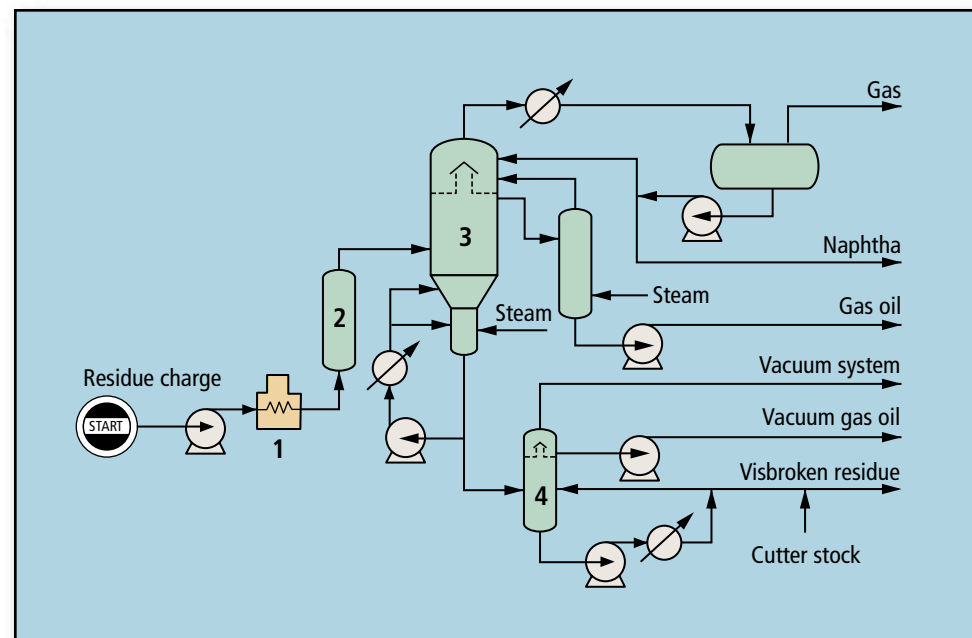 Gas
3
Naphtha
2
Steam
Steam
Gas oil
Vacuum system
Residue charge
START
1
Vacuum gas oil
Visbroken residue
4
Cutter stock